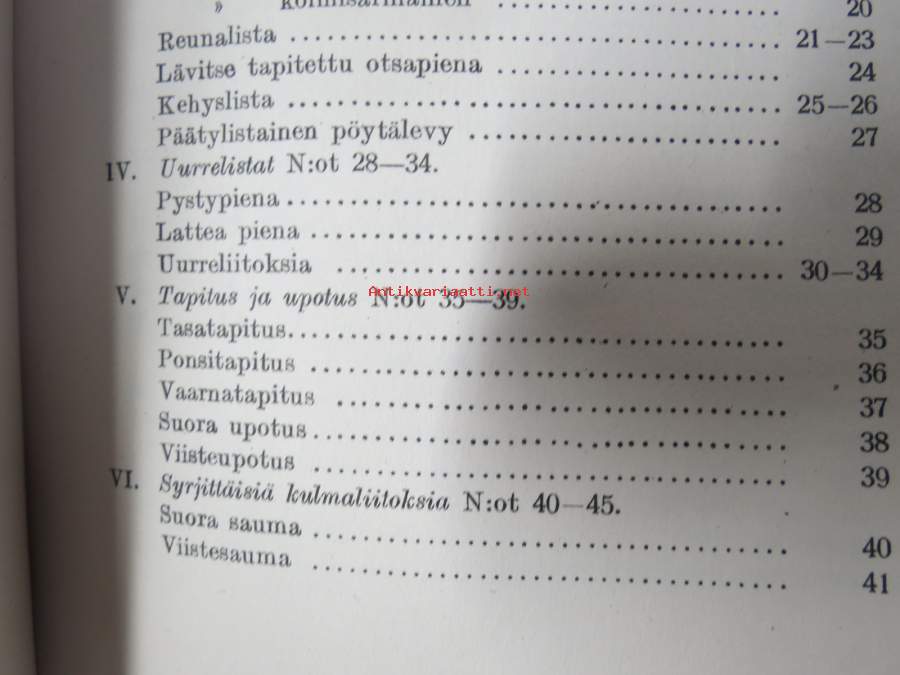 » kolmisarmainen .......................... 20
Reunalista .......................... 21—23
Lävitse tapitettu otsapiena .......................... 24
Kehyslista .......................... 25—26
Päätylistainen pöytälevy .......................... 27
IV. Uurrelistat N:ot 28—34.
Pystypiena .......................... 28
Lattea piena .......................... 29
Uurreliitoksia .......................... 30—34
V. Tapitus ja upotus N:ot 35—39.
Antikvariaatti.net
Tasatapitus .......................... 35
Ponsitapitus .......................... 36
Vaarnatapitus .......................... 37
Suora upotus .......................... 38
Viisteupotus .......................... 39
VI. Syrjittäisiä kulmaliitoksia N:ot 40—45.
Suora sauma .......................... 40
Viistesauma .......................... 41